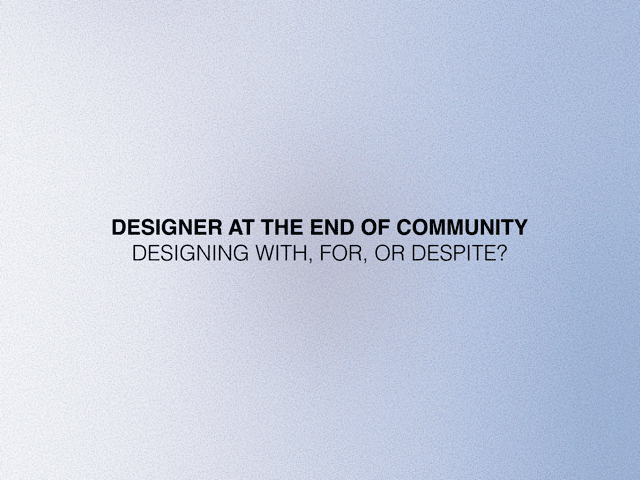 DESIGNER AT THE END OF COMMUNITY
DESIGNING WITH, FOR, OR DESPITE?